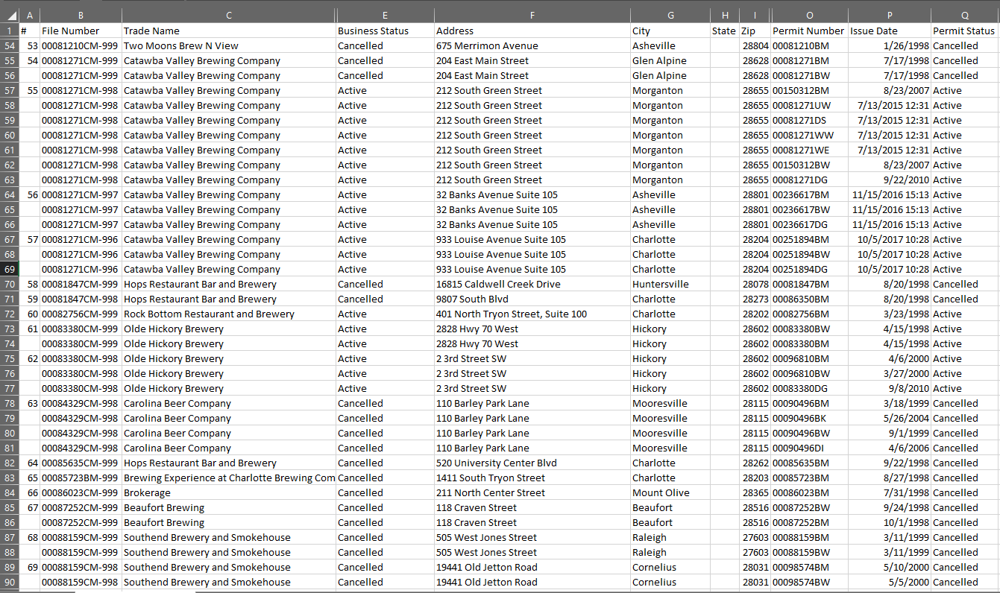 A B C E F G H I O P Q
1 # File Number Trade Name Business Status Address City State Zip Permit Number Issue Date Permit Status
54 53 00081210CM-999 Two Moons Brew N View Cancelled 675 Merrimon Avenue Asheville 28804 00081210BM 1/26/1998 Cancelled
55 54 00081271CM-999 Catawba Valley Brewing Company Cancelled 204 East Main Street Glen Alpine 28628 00081271BM 7/17/1998 Cancelled
56 00081271CM-999 Catawba Valley Brewing Company Cancelled 204 East Main Street Glen Alpine 28628 00081271BW 7/17/1998 Cancelled
57 55 00081271CM-998 Catawba Valley Brewing Company Active 212 South Green Street Morganton 28655 00150312BM 8/23/2007 Active
58 00081271CM-998 Catawba Valley Brewing Company Active 212 South Green Street Morganton 28655 00081271UW 7/13/2015 12:31 Active
59 00081271CM-998 Catawba Valley Brewing Company Active 212 South Green Street Morganton 28655 00081271DS 7/13/2015 12:31 Active
60 00081271CM-998 Catawba Valley Brewing Company Active 212 South Green Street Morganton 28655 00081271WW 7/13/2015 12:31 Active
61 00081271CM-998 Catawba Valley Brewing Company Active 212 South Green Street Morganton 28655 00081271WE 7/13/2015 12:31 Active
62 00081271CM-998 Catawba Valley Brewing Company Active 212 South Green Street Morganton 28655 00150312BW 8/23/2007 Active
63 00081271CM-998 Catawba Valley Brewing Company Active 212 South Green Street Morganton 28655 00081271DG 9/22/2010 Active
64 56 00081271CM-997 Catawba Valley Brewing Company Active 32 Banks Avenue Suite 105 Asheville 28801 00236617BM 11/15/2016 15:13 Active
65 00081271CM-997 Catawba Valley Brewing Company Active 32 Banks Avenue Suite 105 Asheville 28801 00236617BW 11/15/2016 15:13 Active
66 00081271CM-997 Catawba Valley Brewing Company Active 32 Banks Avenue Suite 105 Asheville 28801 00236617DG 11/15/2016 15:13 Active
67 57 00081271CM-996 Catawba Valley Brewing Company Active 933 Louise Avenue Suite 105 Charlotte 28204 00251894BM 10/5/2017 10:28 Active
68 00081271CM-996 Catawba Valley Brewing Company Active 933 Louise Avenue Suite 105 Charlotte 28204 00251894BW 10/5/2017 10:28 Active
69 00081271CM-996 Catawba Valley Brewing Company Active 933 Louise Avenue Suite 105 Charlotte 28204 00251894DG 10/5/2017 10:28 Active
70 58 00081847CM-999 Hops Restaurant Bar and Brewery Cancelled 16815 Caldwell Creek Drive Huntersville 28078 00081847BM 8/20/1998 Cancelled
71 59 00081847CM-998 Hops Restaurant Bar and Brewery Cancelled 9807 South Blvd Charlotte 28273 00086350BM 8/20/1998 Cancelled
72 60 00082756CM-999 Rock Bottom Restaurant and Brewery Active 401 North Tryon Street, Suite 100 Charlotte 28202 00082756BM 3/23/1998 Active
73 61 00083380CM-999 Olde Hickory Brewery Active 2828 Hwy 70 West Hickory 28602 00083380BW 4/15/1998 Active
74 00083380CM-999 Olde Hickory Brewery Active 2828 Hwy 70 West Hickory 28602 00083380BM 4/15/1998 Active
75 62 00083380CM-998 Olde Hickory Brewery Active 2 3rd Street SW Hickory 28602 00096810BM 4/6/2000 Active
76 00083380CM-998 Olde Hickory Brewery Active 2 3rd Street SW Hickory 28602 00096810BW 3/27/2000 Active
77 00083380CM-998 Olde Hickory Brewery Active 2 3rd Street SW Hickory 28602 00083380DG 9/8/2010 Active
78 63 00084329CM-998 Carolina Beer Company Cancelled 110 Barley Park Lane Mooresville 28115 00090496BM 3/18/1999 Cancelled
79 00084329CM-998 Carolina Beer Company Cancelled 110 Barley Park Lane Mooresville 28115 00090496BK 5/26/2004 Cancelled
80 00084329CM-998 Carolina Beer Company Cancelled 110 Barley Park Lane Mooresville 28115 00090496BW 9/1/1999 Cancelled
81 00084329CM-998 Carolina Beer Company Cancelled 110 Barley Park Lane Mooresville 28115 00090496DI 4/6/2006 Cancelled
82 64 00085635CM-999 Hops Restaurant Bar and Brewery Cancelled 520 University Center Blvd Charlotte 28262 00085635BM 9/22/1998 Cancelled
83 65 00085723BM-999 Brewing Experience at Charlotte Brewing Com Cancelled 1411 South Tryon Street Charlotte 28203 00085723BM 8/27/1998 Cancelled
84 66 00086023CM-999 Brokerage Cancelled 211 North Center Street Mount Olive 28365 00086023BM 7/31/1998 Cancelled
85 67 00087252CM-999 Beaufort Brewing Cancelled 118 Craven Street Beaufort 28516 00087252BW 9/24/1998 Cancelled
86 00087252CM-999 Beaufort Brewing Cancelled 118 Craven Street Beaufort 28516 00087252BM 10/1/1998 Cancelled
87 68 00088159CM-999 Southend Brewery and Smokehouse Cancelled 505 West Jones Street Raleigh 27603 00088159BM 3/11/1999 Cancelled
88 00088159CM-999 Southend Brewery and Smokehouse Cancelled 505 West Jones Street Raleigh 27603 00088159BW 3/11/1999 Cancelled
89 69 00088159CM-998 Southend Brewery and Smokehouse Cancelled 19441 Old Jetton Road Cornelius 28031 00098574BM 5/10/2000 Cancelled
90 00088159CM-998 Southend Brewery and Smokehouse Cancelled 19441 Old Jetton Road Cornelius 28031 00098574BW 5/5/2000 Cancelled